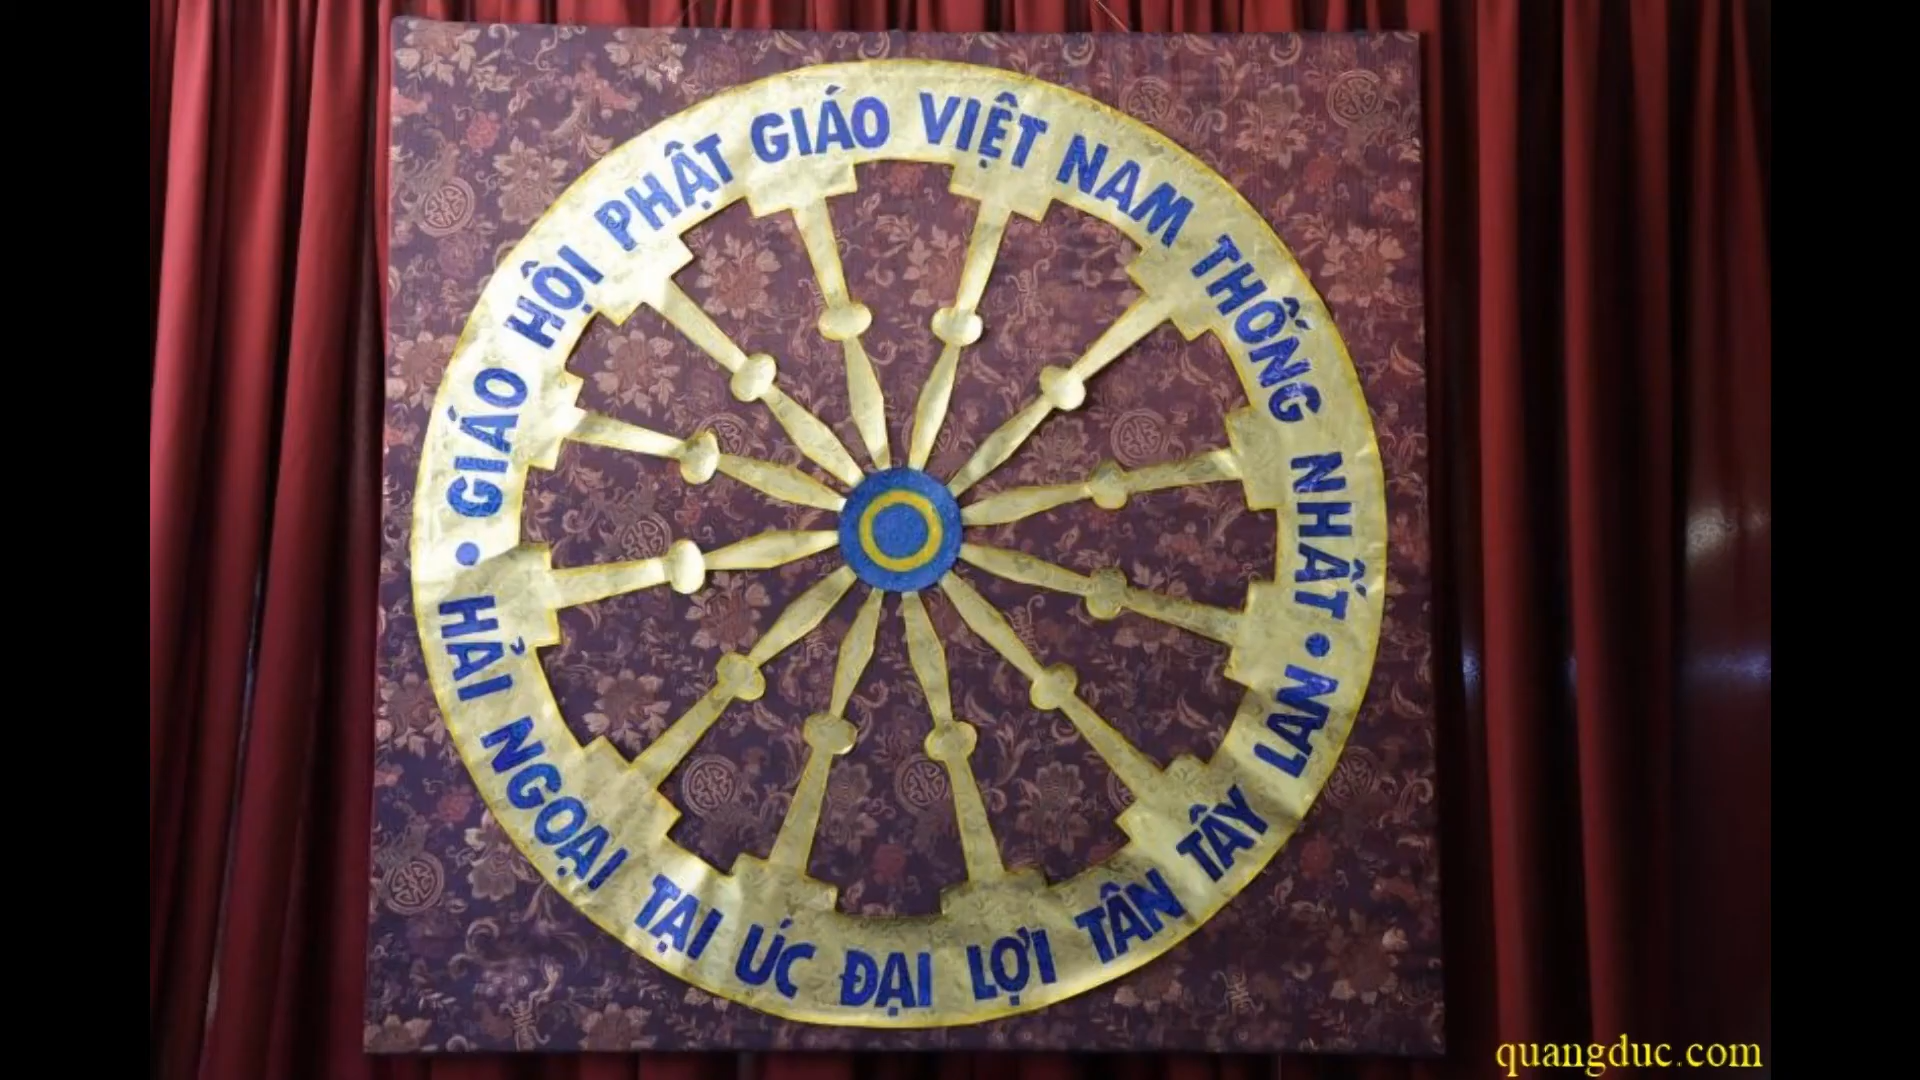 GIÁO HỘI PHẬT GIÁO VIỆT NAM THỐNG NHẤT •
HẢI NGOẠI TẠI ÚC ĐẠI LỢI TÂN TÂY LAN •
quangduc.com